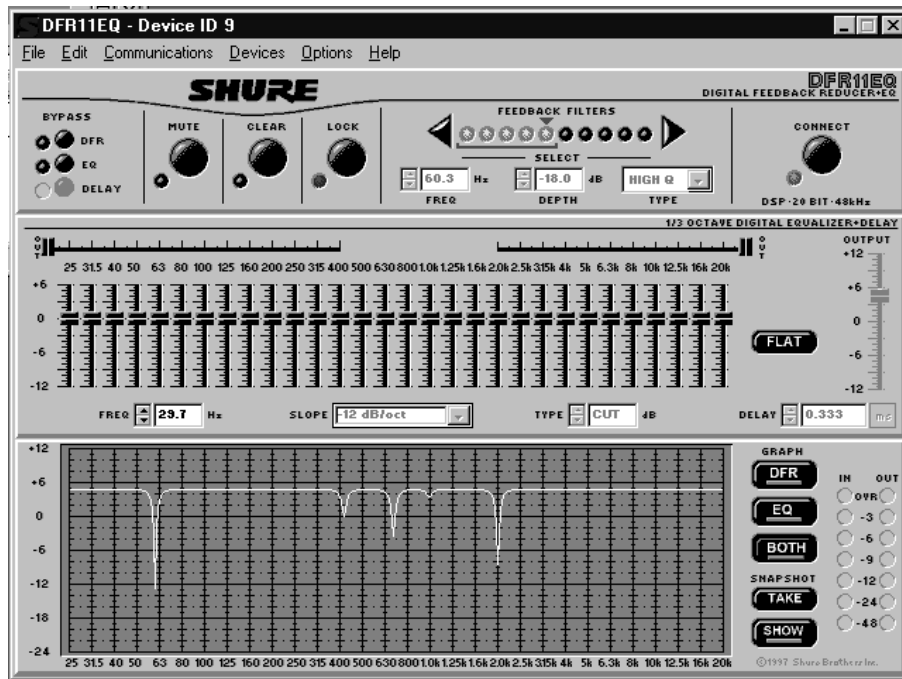 DFR11EQ - Device ID 9
File Edit Communications Devices Options Help
SHURE
DFR11EQ
DIGITAL FEEDBACK REDUCER+EQ
BYPASS
DFR
EQ
DELAY
MUTE
CLEAR
LOCK
FEEDBACK FILTERS
SELECT
60.3 Hz
FREQ
-18.0 dB
DEPTH
HIGH Q
TYPE
CONNECT
DSP·20 BIT·48kHz
1/3 OCTAVE DIGITAL EQUALIZER+DELAY
OUT
OUT
25 31.5 40 50 63 80 100 125 160 200 250 315 400 500 630 800 1.0k 1.25k 1.6k 2.0k 2.5k 3.15k 4k 5k 6.3k 8k 10k 12.5k 16k 20k
+6
0
-6
-12
OUTPUT
+12
+6
0
-6
-12
FLAT
FREQ 29.7 Hz
SLOPE -12 dB/oct
TYPE CUT dB
DELAY 0.333 ms
+12
+6
0
-6
-12
-18
-24
25 31.5 40 50 63 80 100 125 160 200 250 315 400 500 630 800 1.0k 1.25k 1.6k 2.0k 2.5k 3.15k 4k 5k 6.3k 8k 10k 12.5k 16k 20k
GRAPH
DFR
EQ
BOTH
SNAPSHOT
TAKE
SHOW
IN OUT
OVR
-3
-6
-9
-12
-24
-48
©1997 Shure Brothers Inc.